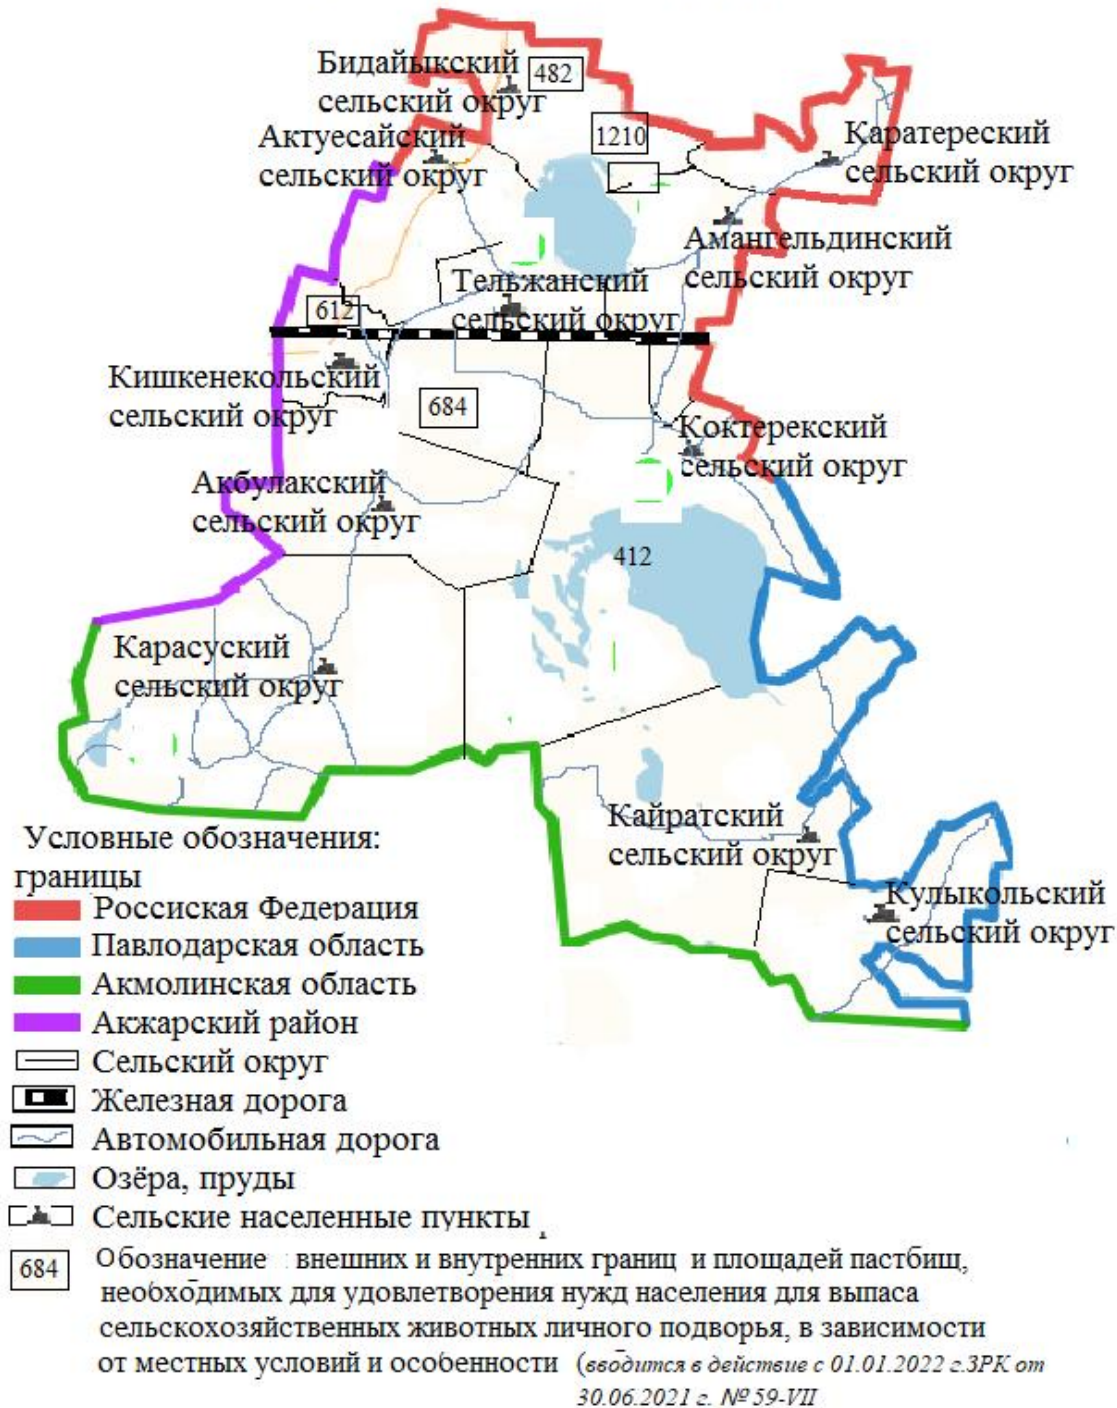 Бидайыкский
сельский округ
482
Актуесайский
сельский округ
1210
Каратереский
сельский округ
Амангельдинский
сельский округ
Тельжанский
сельский округ
612
Кишкенекольский
сельский округ
684
Коктерекский
сельский округ
Акбулакский
сельский округ
412
Карасуский
сельский округ
Кайратский
сельский округ
Кулыкольский
сельский округ
Условные обозначения:
границы
Россиская Федерация
Павлодарская область
Акмолинская область
Акжарский район
Сельский округ
Железная дорога
Автомобильная дорога
Озёра, пруды
Сельские населенные пункты
684
Обозначение внешних и внутренних границ и площадей пастбищ,
необходимых для удовлетворения нужд населения для выпаса
сельскохозяйственных животных личного подворья, в зависимости
от местных условий и особенности (вводится в действие с 01.01.2022 г.ЗРК от
30.06.2021 г. № 59-VII